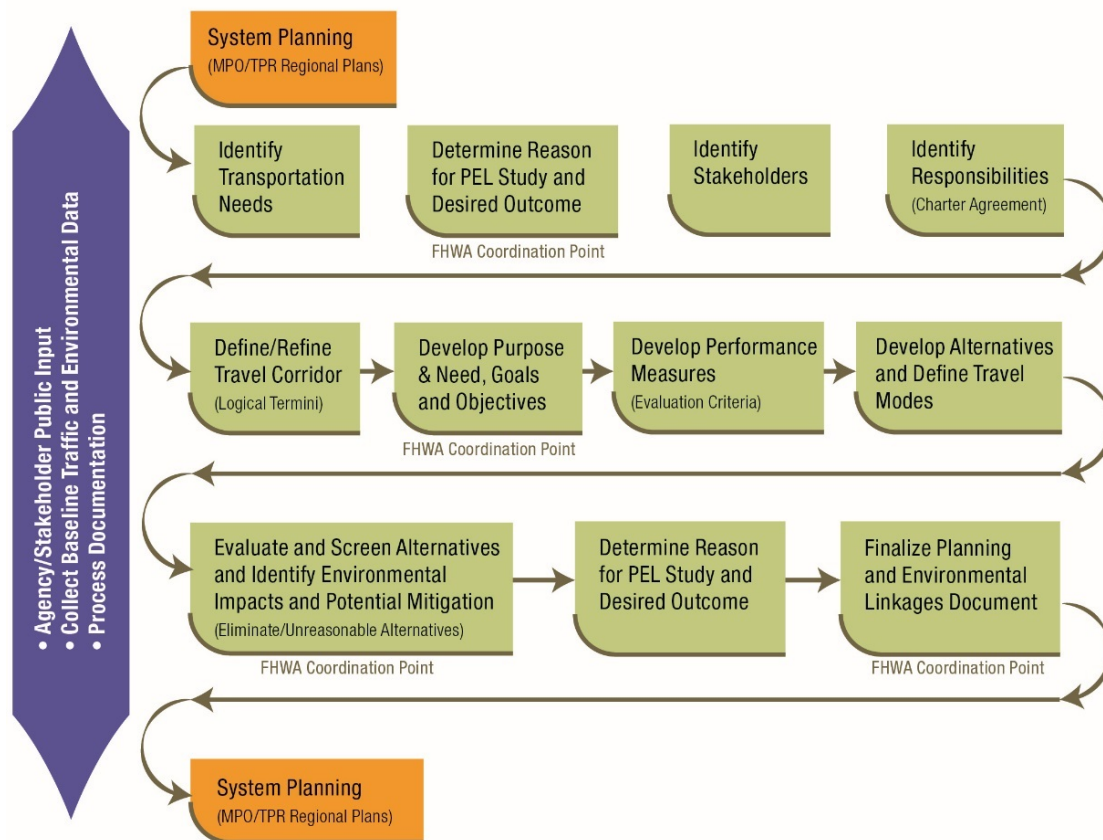 System Planning
(MPO/TPR Regional Plans)
Identify
Transportation
Needs
Determine Reason
for PEL Study and
Desired Outcome
FHWA Coordination Point
Identify
Stakeholders
Identify
Responsibilities
(Charter Agreement)
Define/Refine
Travel Corridor
(Logical Termini)
Develop Purpose
& Need, Goals
and Objectives
FHWA Coordination Point
Develop Performance
Measures
(Evaluation Criteria)
Develop Alternatives
and Define Travel
Modes
Evaluate and Screen Alternatives
and Identify Environmental
Impacts and Potential Mitigation
(Eliminate/Unreasonable Alternatives)
FHWA Coordination Point
Determine Reason
for PEL Study and
Desired Outcome
Finalize Planning
and Environmental
Linkages Document
FHWA Coordination Point
System Planning
(MPO/TPR Regional Plans)
• Agency/Stakeholder Public Input
• Collect Baseline Traffic and Environmental Data
• Process Documentation